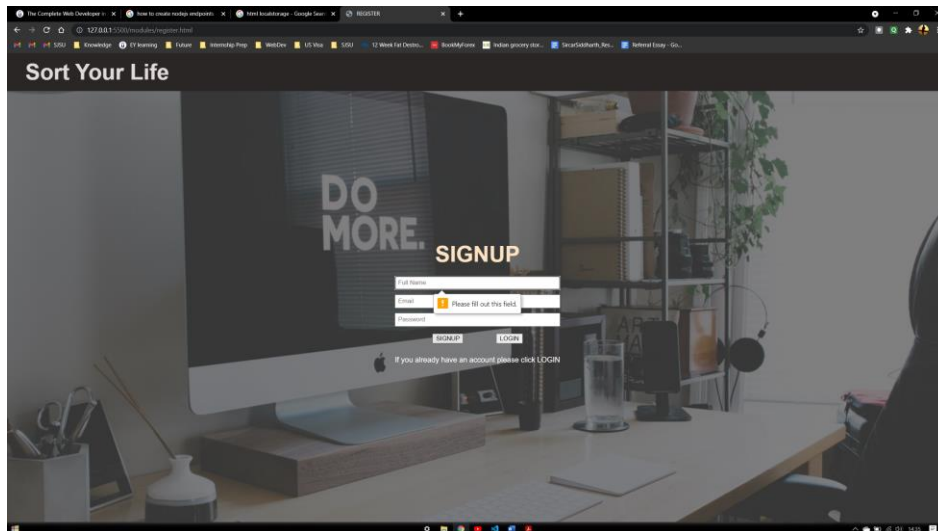 The Complete Web Developer in
how to create nodejs endpoints
html localstorage - Google Sear
REGISTER
127.0.0.1:5500/modules/register.html
SJSU
Knowledge
EY learning
Future
Internship Prep
WebDev
US Visa
SJSU
12 Week Fat Destro...
BookMyForex
Indian grocery stor...
SircarSiddharth_Res...
Referral Essay - Go...
Sort Your Life
DO
MORE.
SIGNUP
Full Name
Email
Please fill out this field.
Password
SIGNUP
LOGIN
If you already have an account please click LOGIN
14:35